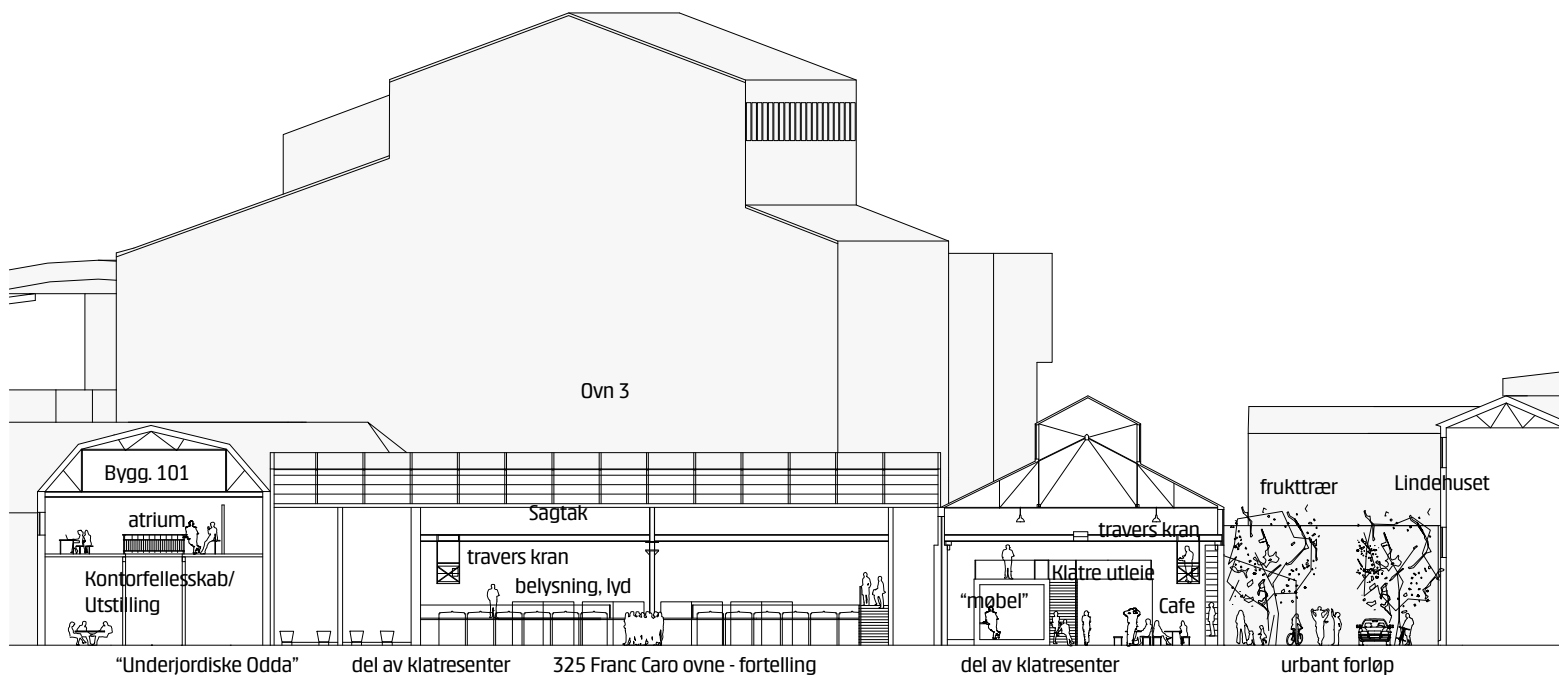 Ovn 3
Bygg. 101
atrium
Kontorfellesskab/
Utstilling
Sagtak
travers kran
belysning, lyd
travers kran
Klatre utleie
“møbel”
Cafe
frukttrær
Lindehuset
“Underjordiske Odda”
del av klatresenter
325 Franc Caro ovne - fortelling
del av klatresenter
urbant forløp